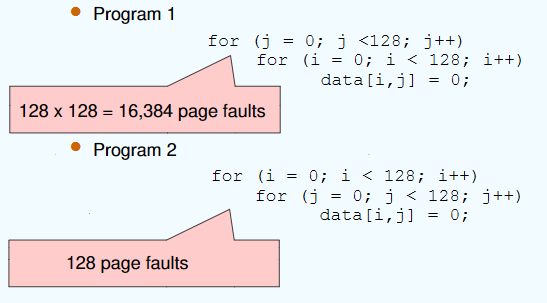 Program 1
for (j = 0; j <128; j++)
for (i = 0; i < 128; i++)
data[i,j] = 0;
128 x 128 = 16,384 page faults
Program 2
for (i = 0; i < 128; i++)
for (j = 0; j < 128; j++)
data[i,j] = 0;
128 page faults